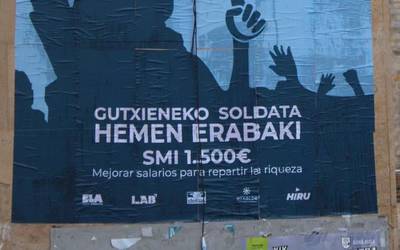 GUTXIENEKO SOLDATA
HEMEN ERABAKI
SMI 1.500€
Mejorar salarios para repartir la riqueza
ELA LAB HIRU